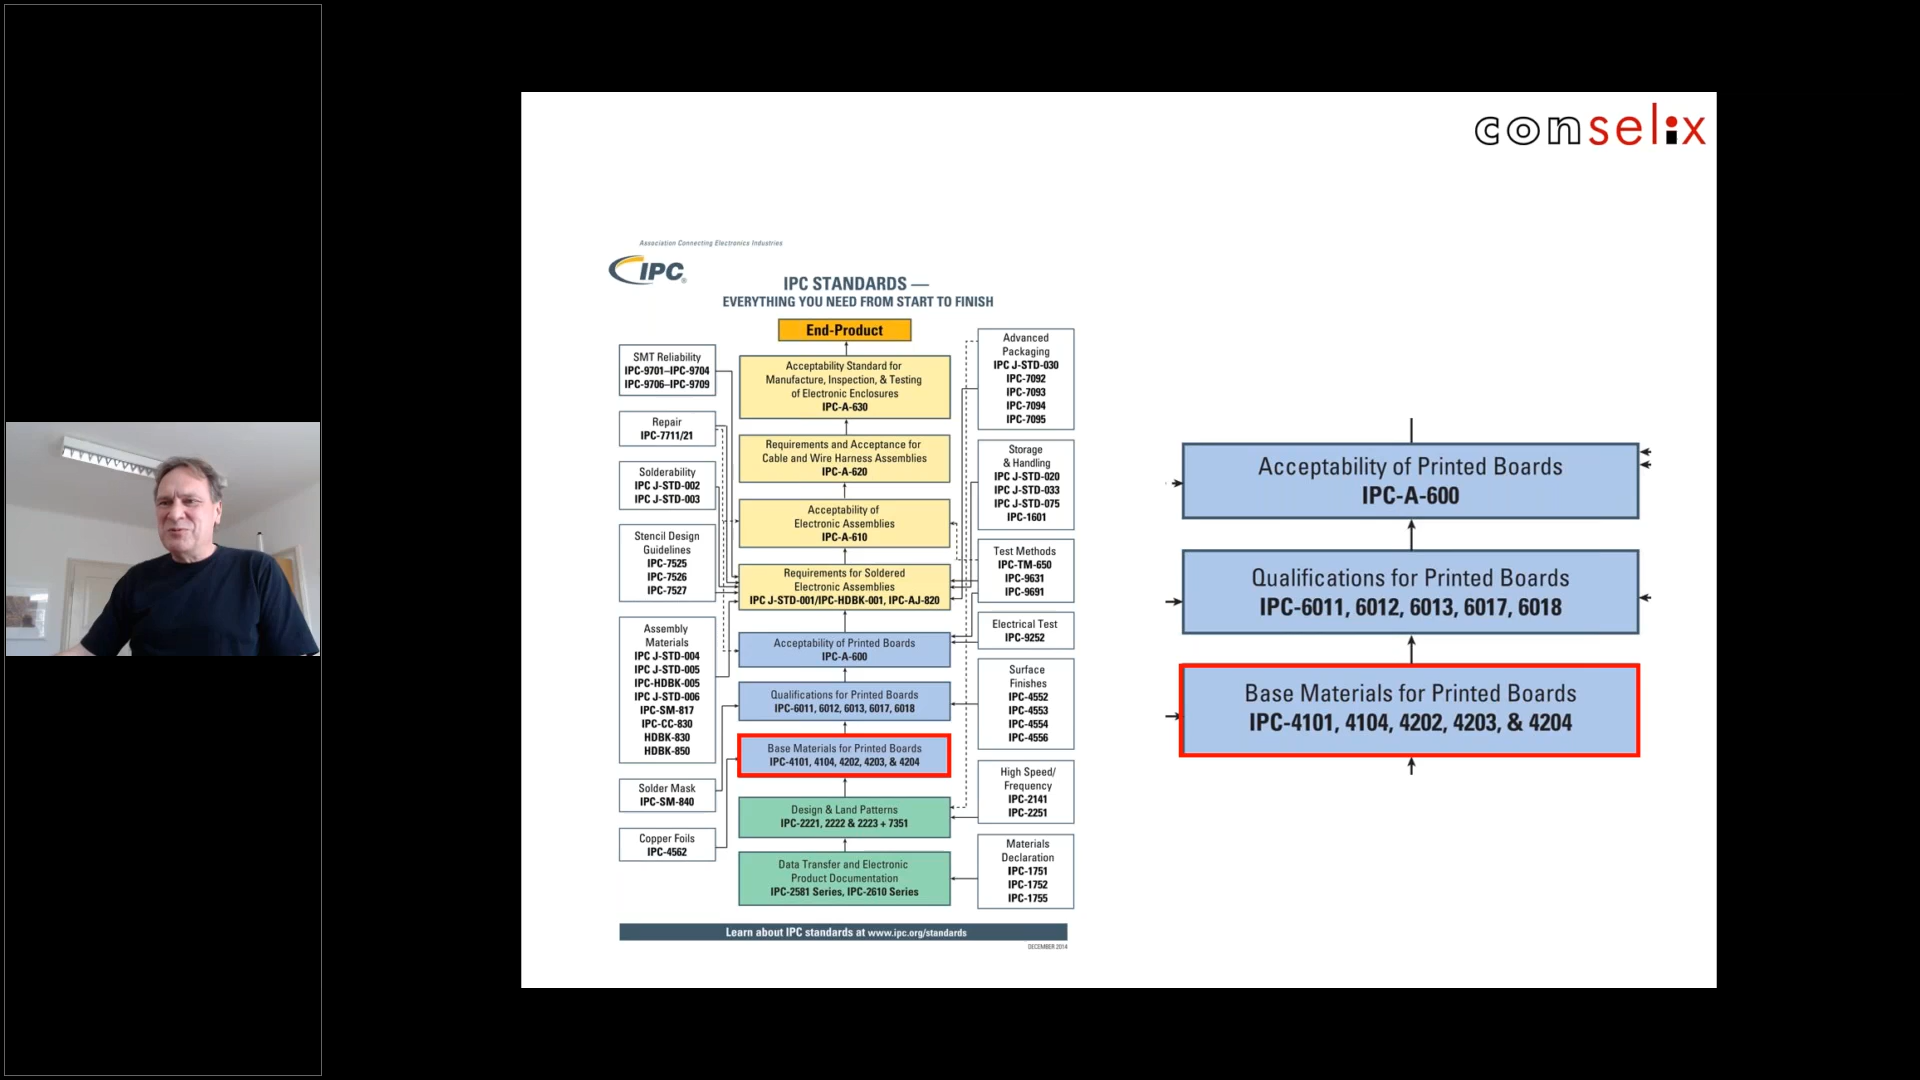 conselix
Association Connecting Electronics Industries
IPC®
IPC STANDARDS —
EVERYTHING YOU NEED FROM START TO FINISH
End-Product
Acceptability Standard for
Manufacture, Inspection, & Testing
of Electronic Enclosures
IPC-A-630
Requirements and Acceptance for
Cable and Wire Harness Assemblies
IPC-A-620
Acceptability of
Electronic Assemblies
IPC-A-610
Requirements for Soldered
Electronic Assemblies
IPC J-STD-001/IPC-HDBK-001, IPC-AJ-820
Acceptability of Printed Boards
IPC-A-600
Qualifications for Printed Boards
IPC-6011, 6012, 6013, 6017, 6018
Base Materials for Printed Boards
IPC-4101, 4104, 4202, 4203, & 4204
Design & Land Patterns
IPC-2221, 2222 & 2223 + 7351
Data Transfer and Electronic
Product Documentation
IPC-2581 Series, IPC-2610 Series
SMT Reliability
IPC-9701–IPC-9704
IPC-9706–IPC-9709
Repair
IPC-7711/21
Solderability
IPC J-STD-002
IPC J-STD-003
Stencil Design
Guidelines
IPC-7525
IPC-7526
IPC-7527
Assembly
Materials
IPC J-STD-004
IPC J-STD-005
IPC-HDBK-005
IPC J-STD-006
IPC-SM-817
IPC-CC-830
HDBK-830
HDBK-850
Solder Mask
IPC-SM-840
Copper Foils
IPC-4562
Advanced
Packaging
IPC J-STD-030
IPC-7092
IPC-7093
IPC-7094
IPC-7095
Storage
& Handling
IPC J-STD-020
IPC J-STD-033
IPC J-STD-075
IPC-1601
Test Methods
IPC-TM-650
IPC-9631
IPC-9691
Electrical Test
IPC-9252
Surface
Finishes
IPC-4552
IPC-4553
IPC-4554
IPC-4556
High Speed/
Frequency
IPC-2141
IPC-2251
Materials
Declaration
IPC-1751
IPC-1752
IPC-1755
Learn about IPC standards at www.ipc.org/standards
DECEMBER 2014
Acceptability of Printed Boards
IPC-A-600
Qualifications for Printed Boards
IPC-6011, 6012, 6013, 6017, 6018
Base Materials for Printed Boards
IPC-4101, 4104, 4202, 4203, & 4204